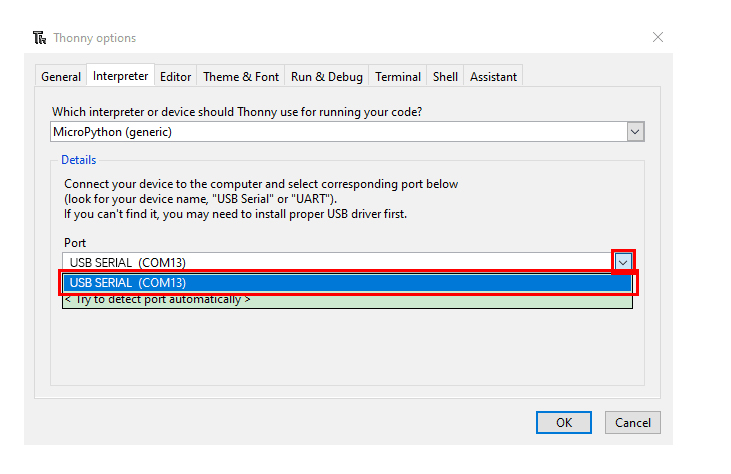 Thonny options
General Interpreter Editor Theme & Font Run & Debug Terminal Shell Assistant
Which interpreter or device should Thonny use for running your code?
MicroPython (generic)
Details
Connect your device to the computer and select corresponding port below
(look for your device name, "USB Serial" or "UART").
If you can't find it, you may need to install proper USB driver first.
Port
USB SERIAL (COM13)
USB SERIAL (COM13)
< Try to detect port automatically >
OK Cancel